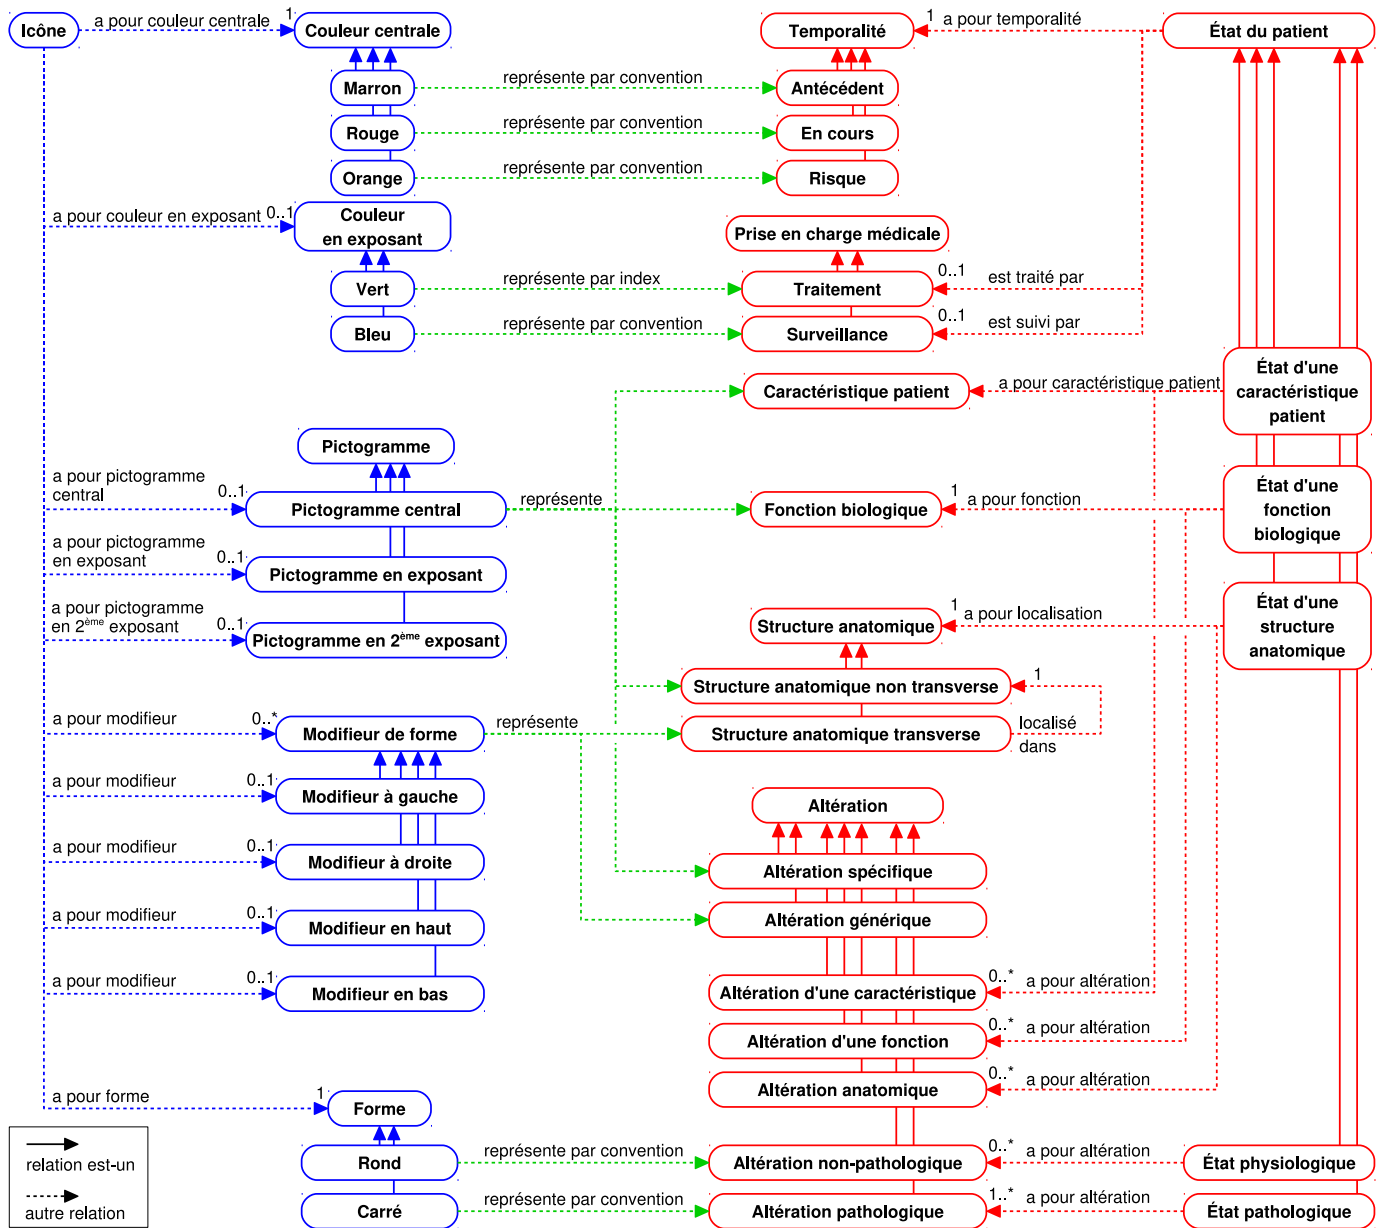 Icône
a pour couleur centrale
1
Couleur centrale
Temporalité
1
a pour temporalité
État du patient
Marron
représente par convention
Antécédent
Rouge
représente par convention
En cours
Orange
représente par convention
Risque
a pour couleur en exposant
0..1
Couleur
en exposant
Prise en charge médicale
Vert
représente par index
Traitement
0..1
est traité par
Bleu
représente par convention
Surveillance
0..1
est suivi par
Caractéristique patient
a pour caractéristique patient
État d'une
caractéristique
patient
Pictogramme
a pour pictogramme
central
0..1
Pictogramme central
représente
Fonction biologique
1
a pour fonction
État d'une
fonction
biologique
a pour pictogramme
en exposant
0..1
Pictogramme en exposant
a pour pictogramme
en 2ème exposant
0..1
Pictogramme en 2ème exposant
Structure anatomique
1
a pour localisation
État d'une
structure
anatomique
Structure anatomique non transverse
1
a pour modifieur
0..*
Modifieur de forme
représente
Structure anatomique transverse
localisé
dans
a pour modifieur
0..1
Modifieur à gauche
Altération
a pour modifieur
0..1
Modifieur à droite
Altération spécifique
a pour modifieur
0..1
Modifieur en haut
Altération générique
a pour modifieur
0..1
Modifieur en bas
Altération d'une caractéristique
0..*
a pour altération
Altération d'une fonction
0..*
a pour altération
Altération anatomique
0..*
a pour altération
a pour forme
1
Forme
Rond
représente par convention
Altération non-pathologique
0..*
a pour altération
État physiologique
Carré
représente par convention
Altération pathologique
1..*
a pour altération
État pathologique
relation est-un
autre relation